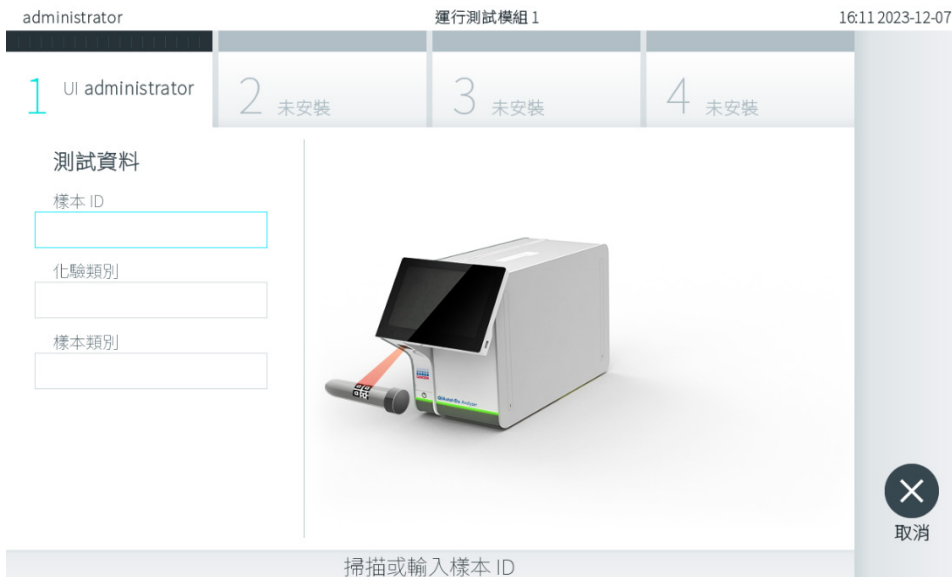 administrator 運行測試模組 1 16:11 2023-12-07
1 UI administrator 2 未安裝 3 未安裝 4 未安裝
測試資料
樣本 ID
化驗類別
樣本類別
取消
掃描或輸入樣本 ID